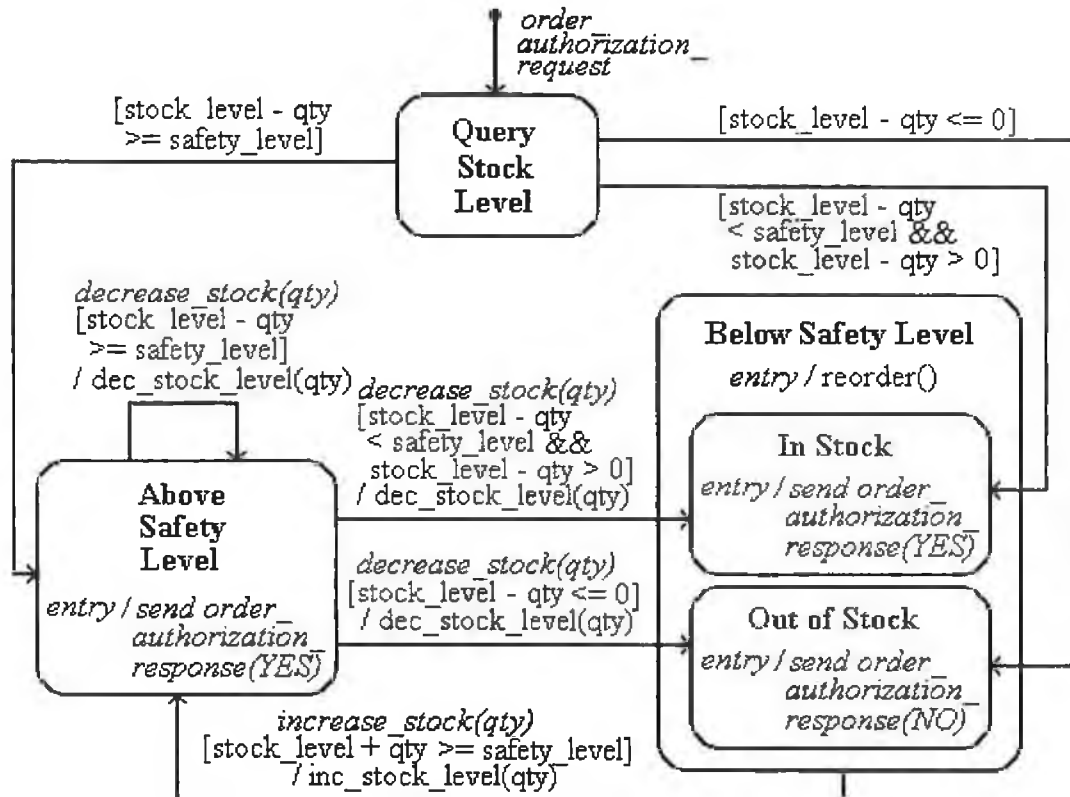 order_
authorization_
request
[stock_level - qty
>= safety_level]
Query
Stock
Level
[stock_level - qty <= 0]
[stock_level - qty
< safety_level &&
stock_level - qty > 0]
decrease_stock(qty)
[stock_level - qty
>= safety_level]
/ dec_stock_level(qty)
Below Safety Level
entry / reorder()
decrease_stock(qty)
[stock_level - qty
< safety_level &&
stock_level - qty > 0]
/ dec_stock_level(qty)
In Stock
entry / send order_
authorization_
response(YES)
Above
Safety
Level
entry / send order_
authorization_
response(YES)
decrease_stock(qty)
[stock_level - qty <= 0]
/ dec_stock_level(qty)
Out of Stock
entry / send order_
authorization_
response(NO)
increase_stock(qty)
[stock_level + qty >= safety_level]
/ inc_stock_level(qty)